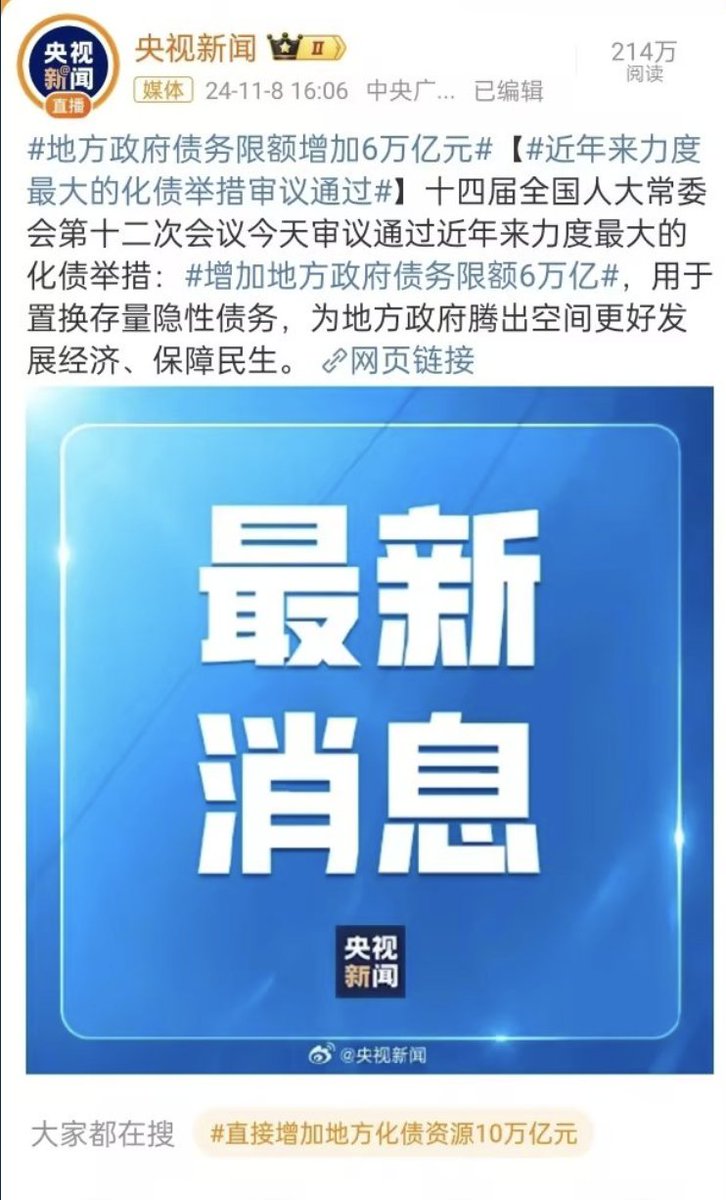 央视新闻
直播
央视新闻 II
214万
阅读
媒体 24-11-8 16:06 中央广... 已编辑
#地方政府债务限额增加6万亿元#【#近年来力度
最大的化债举措审议通过#】十四届全国人大常委
会第十二次会议今天审议通过近年来力度最大的
化债举措：#增加地方政府债务限额6万亿#，用于
置换存量隐性债务，为地方政府腾出空间更好发
展经济、保障民生。网页链接
最新
消息
央视
新闻
@央视新闻
大家都在搜 #直接增加地方化债资源10万亿元